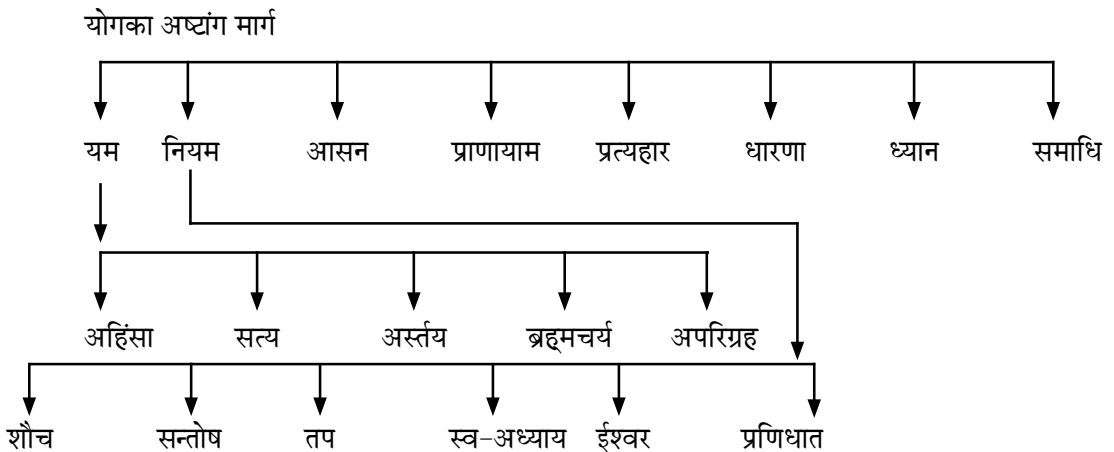 योगका अष्टांग मार्ग
यम नियम आसन प्राणायाम प्रत्यहार धारणा ध्यान समाधि
अहिंसा सत्य अर्स्तय ब्रह्मचर्य अपरिग्रह
शौच सन्तोष तप स्व-अध्याय ईश्वर प्रणिधात